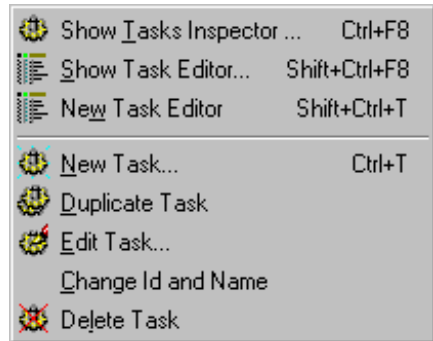 Show Tasks Inspector ... Ctrl+F8
Show Task Editor... Shift+Ctrl+F8
New Task Editor Shift+Ctrl+T
New Task... Ctrl+T
Duplicate Task
Edit Task...
Change Id and Name
Delete Task